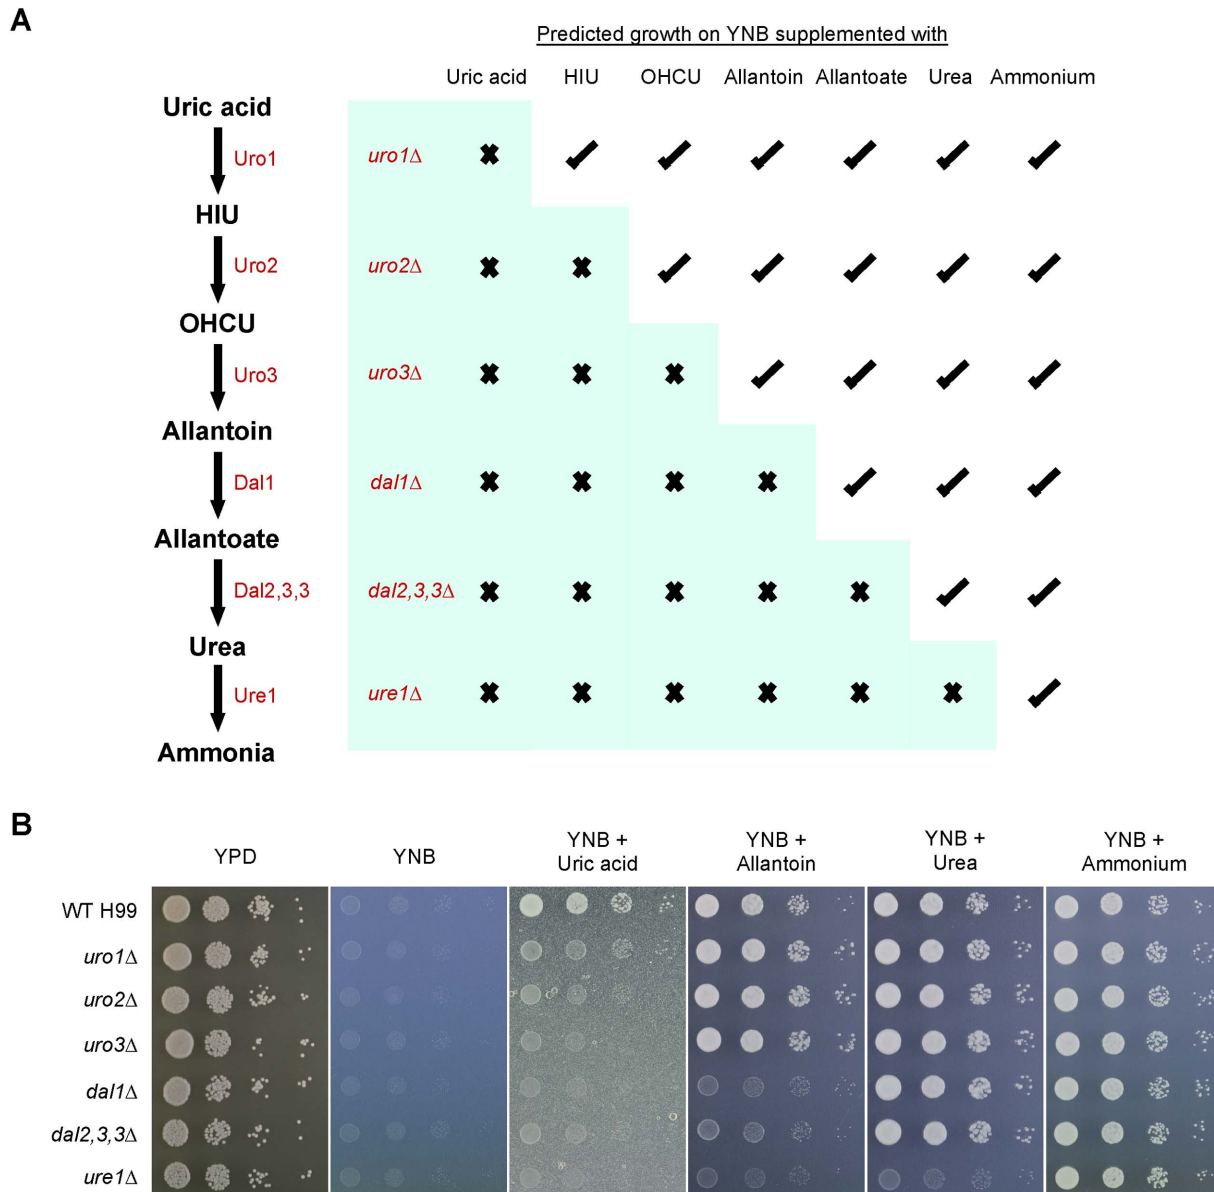 A
Predicted growth on YNB supplemented with
Uric acid HIU OHCU Allantoin Allantoate Urea Ammonium
Uric acid
Uro1 uro1Δ
HIU
Uro2 uro2Δ
OHCU
Uro3 uro3Δ
Allantoin
Dal1 dal1Δ
Allantoate
Dal2,3,3 dal2,3,3Δ
Urea
Ure1 ure1Δ
Ammonia
B
YPD YNB YNB + Uric acid YNB + Allantoin YNB + Urea YNB + Ammonium
WT H99
uro1Δ
uro2Δ
uro3Δ
dal1Δ
dal2,3,3Δ
ure1Δ